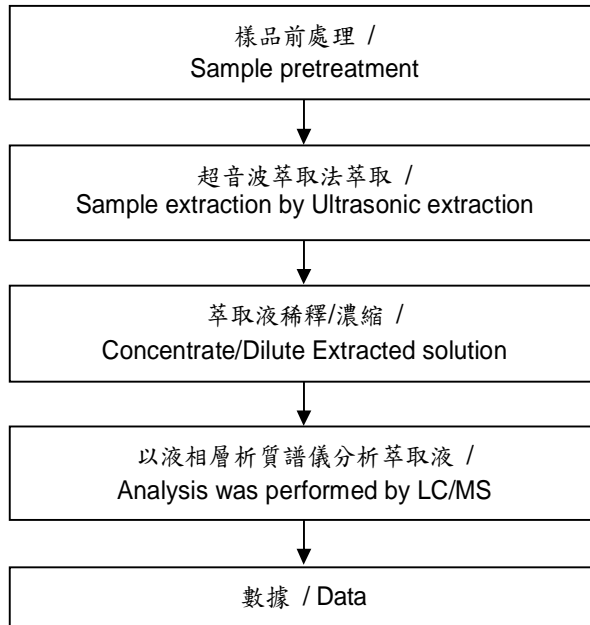 樣品前處理 /
Sample pretreatment
超音波萃取法萃取 /
Sample extraction by Ultrasonic extraction
萃取液稀釋/濃縮 /
Concentrate/Dilute Extracted solution
以液相層析質譜儀分析萃取液 /
Analysis was performed by LC/MS
數據 / Data